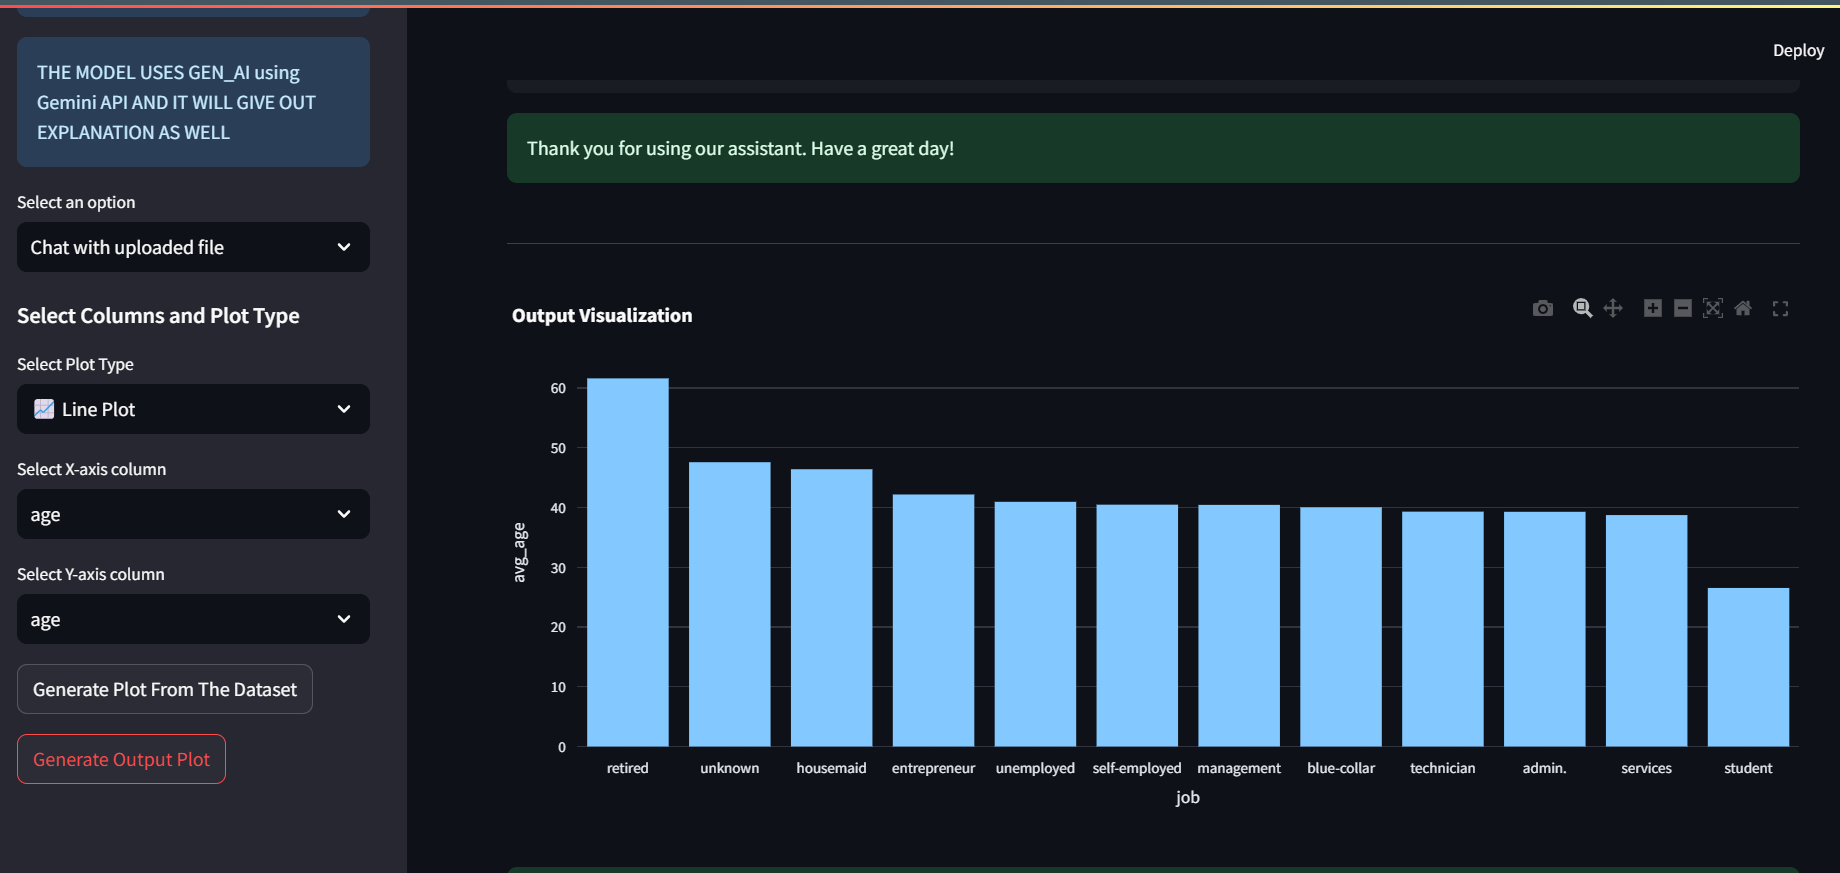 THE MODEL USES GEN_AI using
Gemini API AND IT WILL GIVE OUT
EXPLANATION AS WELL
Select an option
Chat with uploaded file
Select Columns and Plot Type
Select Plot Type
Line Plot
Select X-axis column
age
Select Y-axis column
age
Generate Plot From The Dataset
Generate Output Plot
Deploy
Thank you for using our assistant. Have a great day!
Output Visualization
60
50
40
30
20
10
0
avg_age
retired unknown housemaid entrepreneur unemployed self-employed management blue-collar technician admin. services student
job